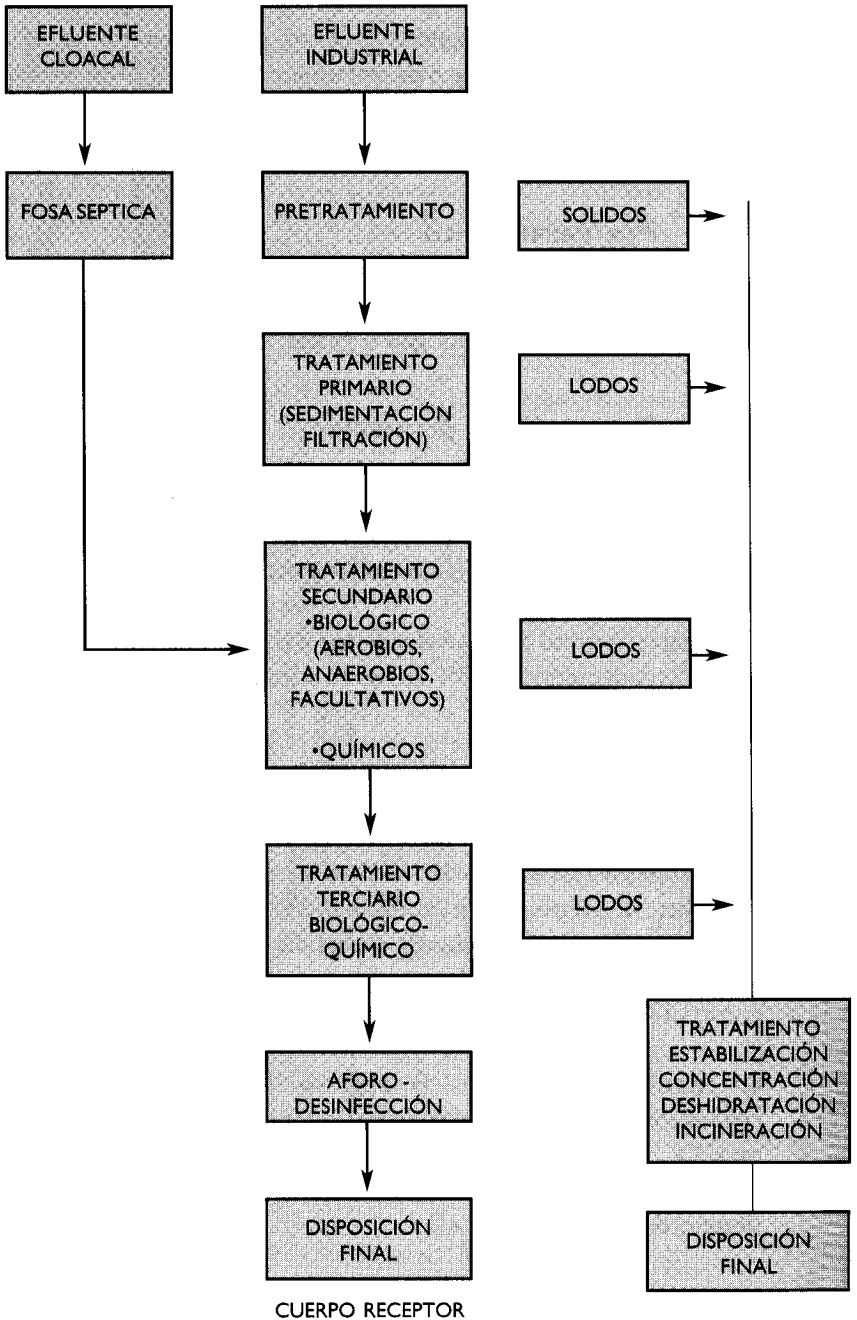 EFLUENTE
CLOACAL
EFLUENTE
INDUSTRIAL
FOSA SEPTICA
PRETRATAMIENTO
SOLIDOS
TRATAMIENTO
PRIMARIO
(SEDIMENTACIÓN
FILTRACIÓN)
LODOS
TRATAMIENTO
SECUNDARIO
•BIOLÓGICO
(AEROBIOS,
ANAEROBIOS,
FACULTATIVOS)
•QUÍMICOS
LODOS
TRATAMIENTO
TERCIARIO
BIOLÓGICO-
QUÍMICO
LODOS
TRATAMIENTO
ESTABILIZACIÓN
CONCENTRACIÓN
DESHIDRATACIÓN
INCINERACIÓN
AFORO -
DESINFECCIÓN
DISPOSICIÓN
FINAL
DISPOSICIÓN
FINAL
CUERPO RECEPTOR